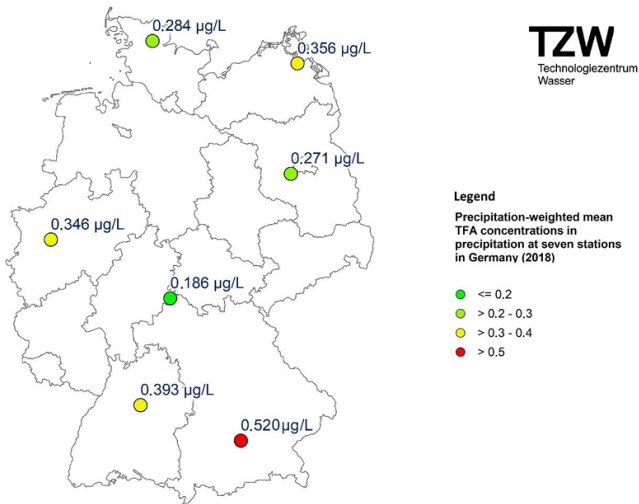 0.284 µg/L
0.356 µg/L
TZW
Technologiezentrum
Wasser
0.271 µg/L
0.346 µg/L
0.186 µg/L
0.393 µg/L
0.520µg/L
Legend
Precipitation-weighted mean
TFA concentrations in
precipitation at seven stations
in Germany (2018)
<= 0.2
> 0.2 - 0.3
> 0.3 - 0.4
> 0.5